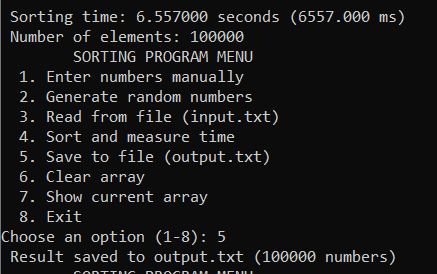 Sorting time: 6.557000 seconds (6557.000 ms)
Number of elements: 100000
SORTING PROGRAM MENU
1. Enter numbers manually
2. Generate random numbers
3. Read from file (input.txt)
4. Sort and measure time
5. Save to file (output.txt)
6. Clear array
7. Show current array
8. Exit
Choose an option (1-8): 5
Result saved to output.txt (100000 numbers)
SORTING PROGRAM MENU